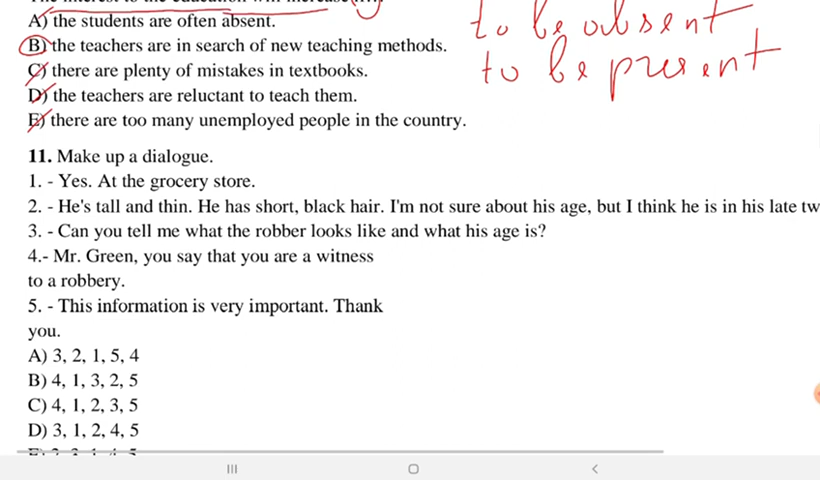 to be absent
A) the students are often absent.
B) the teachers are in search of new teaching methods.
to be present
C) there are plenty of mistakes in textbooks.
D) the teachers are reluctant to teach them.
E) there are too many unemployed people in the country.
11. Make up a dialogue.
1. - Yes. At the grocery store.
2. - He's tall and thin. He has short, black hair. I'm not sure about his age, but I think he is in his late tw
3. - Can you tell me what the robber looks like and what his age is?
4.- Mr. Green, you say that you are a witness
to a robbery.
5. - This information is very important. Thank
you.
A) 3, 2, 1, 5, 4
B) 4, 1, 3, 2, 5
C) 4, 1, 2, 3, 5
D) 3, 1, 2, 4, 5